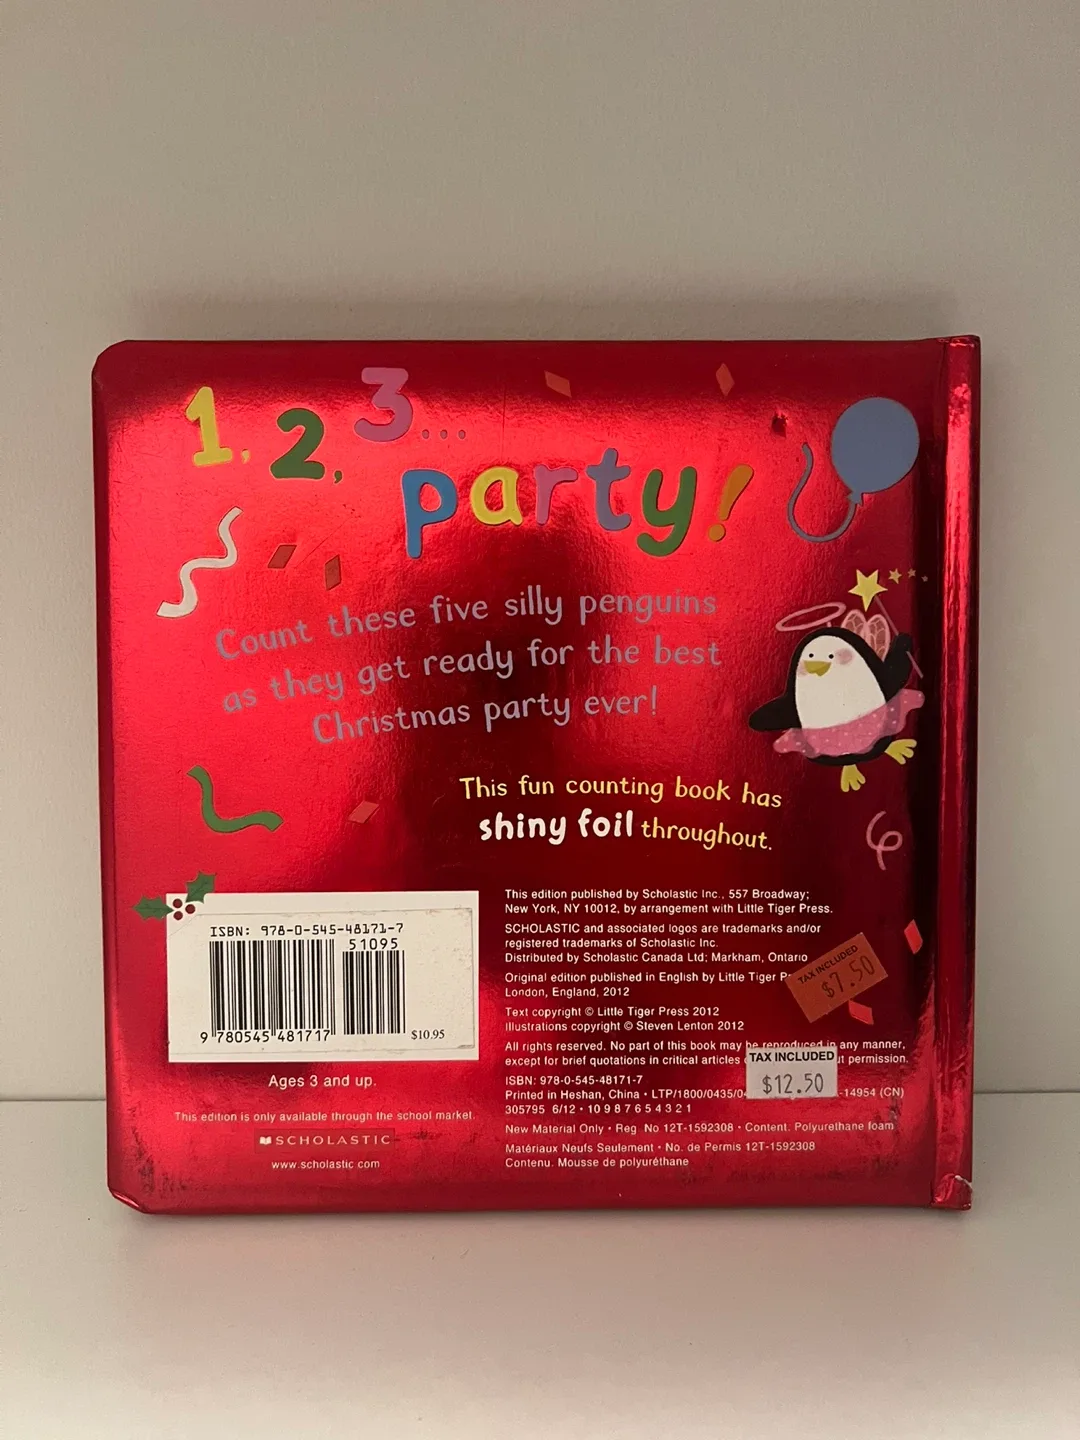 1, 2, 3...
party!
Count these five silly penguins
as they get ready for the best
Christmas party ever!
This fun counting book has
shiny foil throughout.
ISBN: 978-0-545-48171-7
51095
9 780545 481717
$10.95
Ages 3 and up.
This edition is only available through the school market.
SCHOLASTIC
www.scholastic.com
This edition published by Scholastic Inc., 557 Broadway;
New York, NY 10012, by arrangement with Little Tiger Press.
SCHOLASTIC and associated logos are trademarks and/or
registered trademarks of Scholastic Inc.
Distributed by Scholastic Canada Ltd; Markham, Ontario
Original edition published in English by Little Tiger
London, England, 2012
Text copyright © Little Tiger Press 2012
Illustrations copyright © Steven Lenton 2012
All rights reserved. No part of this book may be reproduced in any manner,
except for brief quotations in critical articles permission.
ISBN: 978-0-545-48171-7
Printed in Heshan, China • LTP/1800/0435/0 -14954 (CN)
305795 6/12 • 10 9 8 7 6 5 4 3 2 1
New Material Only • Reg. No 12T-1592308 • Content: Polyurethane foam
Matériaux Neufs Seulement • No. de Permis 12T-1592308
Contenu: Mousse de polyuréthane
TAX INCLUDED
$7.50
TAX INCLUDED
$12.50